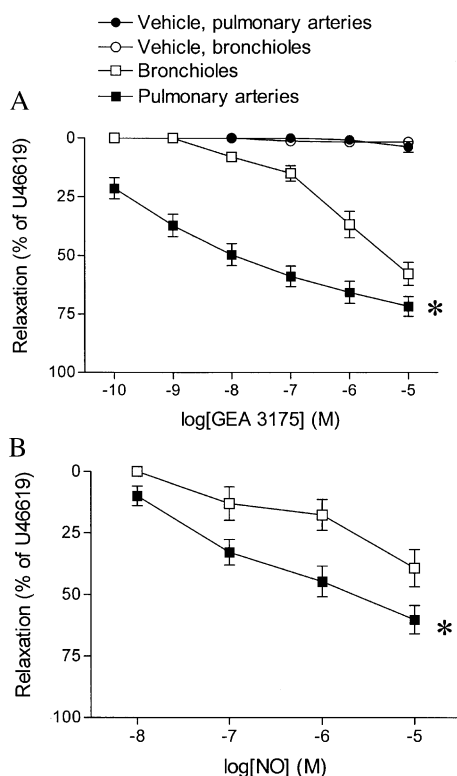 Vehicle, pulmonary arteries
Vehicle, bronchioles
Bronchioles
Pulmonary arteries
A
0
25
50
75
100
Relaxation (% of U46619)
*
-10 -9 -8 -7 -6 -5
log[GEA 3175] (M)
B
0
25
50
75
100
Relaxation (% of U46619)
*
-8 -7 -6 -5
log[NO] (M)